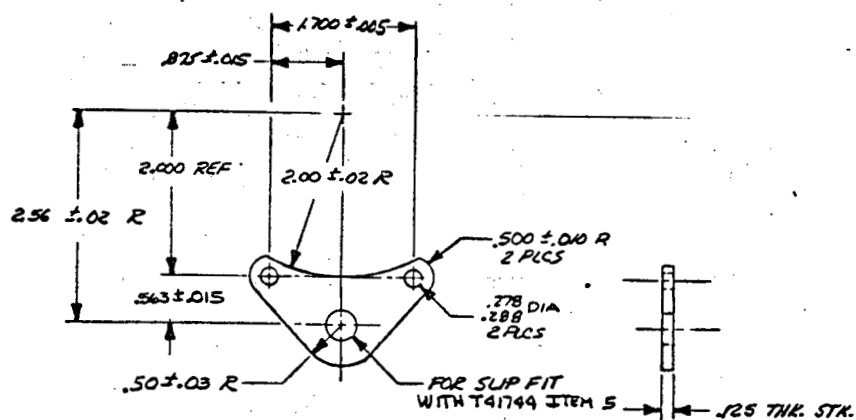 1.700 ±.005
.875 ±.015
2.000 REF
2.00 ±.02 R
2.56 ±.02 R
.500 ±.010 R
2 PLCS
.563 ±.015
.278 DIA
.288
2 PLCS
.50 ±.03 R
FOR SLIP FIT
WITH T41744 ITEM 5
.125 THK. STK.